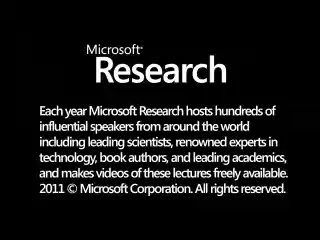 Microsoft®
Research
Each year Microsoft Research hosts hundreds of
influential speakers from around the world
including leading scientists, renowned experts in
technology, book authors, and leading academics,
and makes videos of these lectures freely available.
2011 © Microsoft Corporation. All rights reserved.